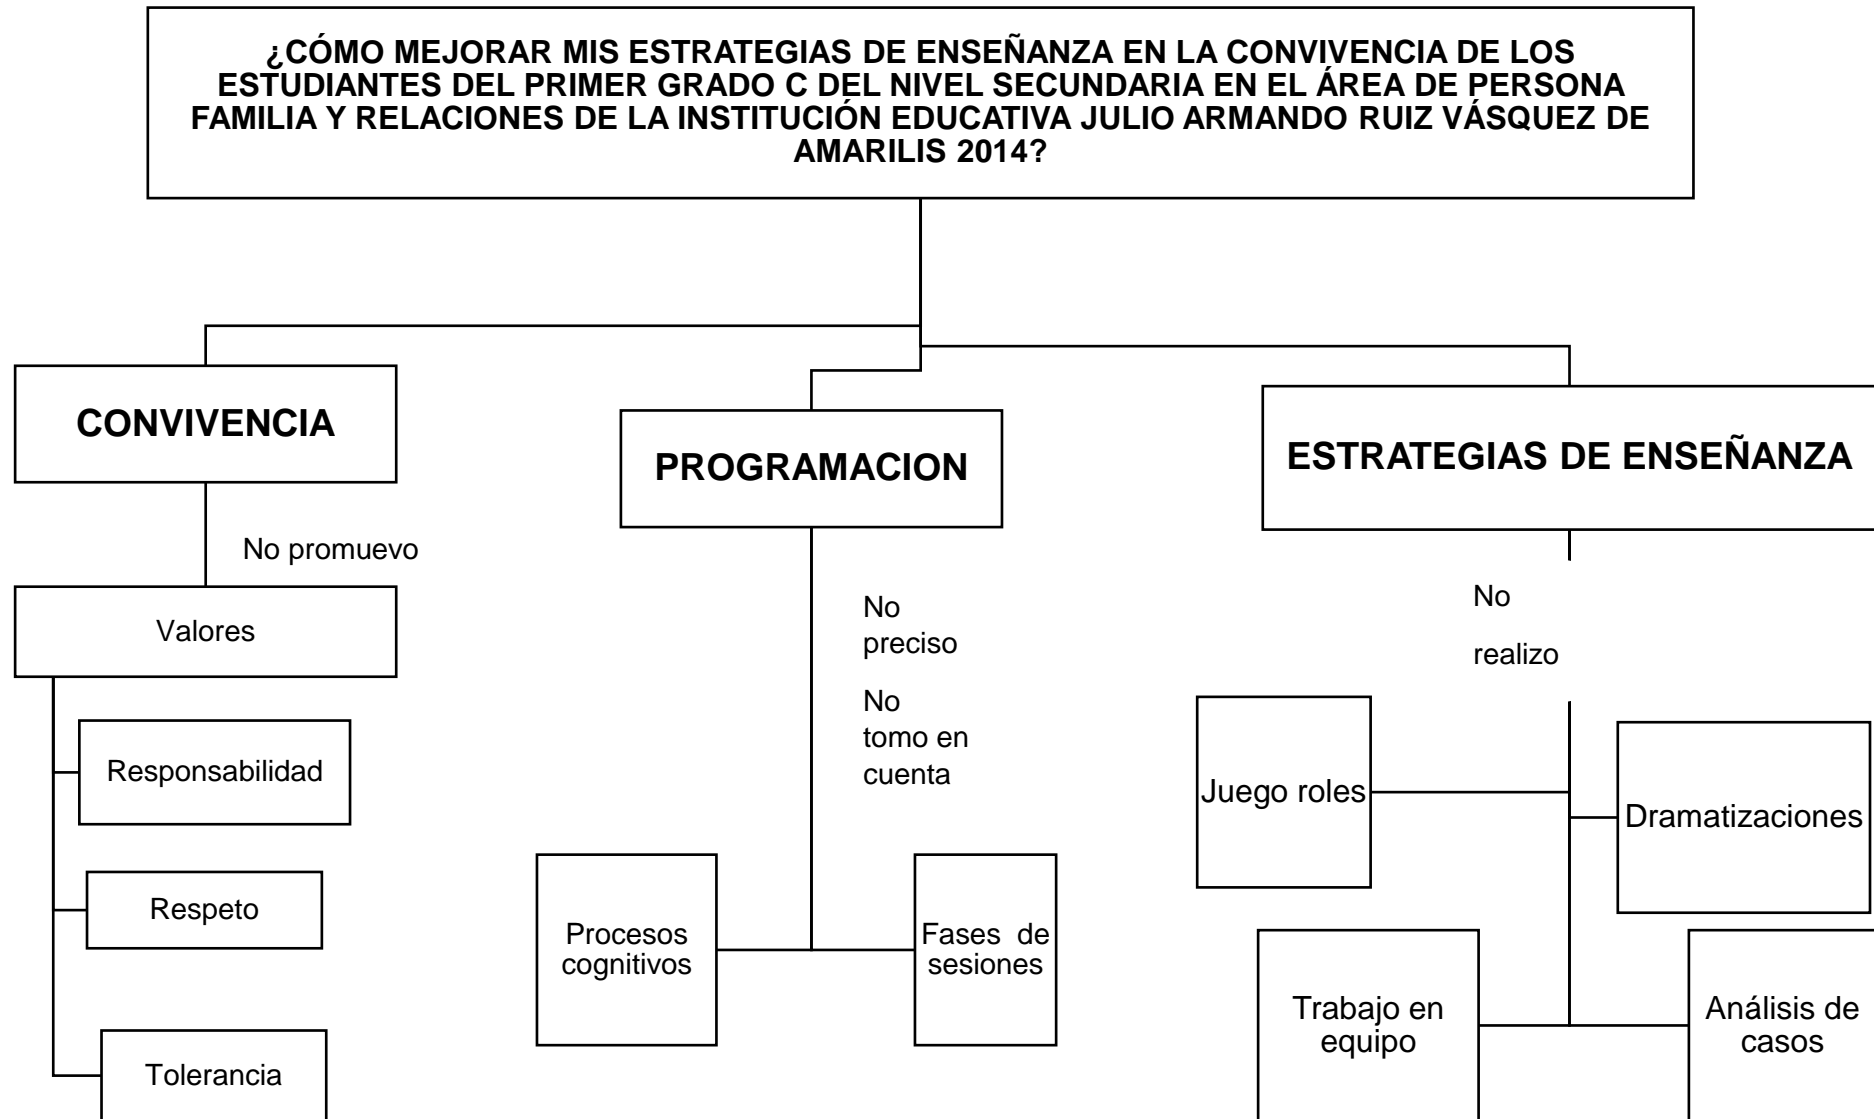 ¿CÓMO MEJORAR MIS ESTRATEGIAS DE ENSEÑANZA EN LA CONVIVENCIA DE LOS
ESTUDIANTES DEL PRIMER GRADO C DEL NIVEL SECUNDARIA EN EL ÁREA DE PERSONA
FAMILIA Y RELACIONES DE LA INSTITUCIÓN EDUCATIVA JULIO ARMANDO RUIZ VÁSQUEZ DE
AMARILIS 2014?
CONVIVENCIA
No promuevo
Valores
Responsabilidad
Respeto
Tolerancia
PROGRAMACION
No
preciso
No
tomo en
cuenta
Procesos
cognitivos
Fases de
sesiones
ESTRATEGIAS DE ENSEÑANZA
No
realizo
Juego roles
Dramatizaciones
Trabajo en
equipo
Análisis de
casos